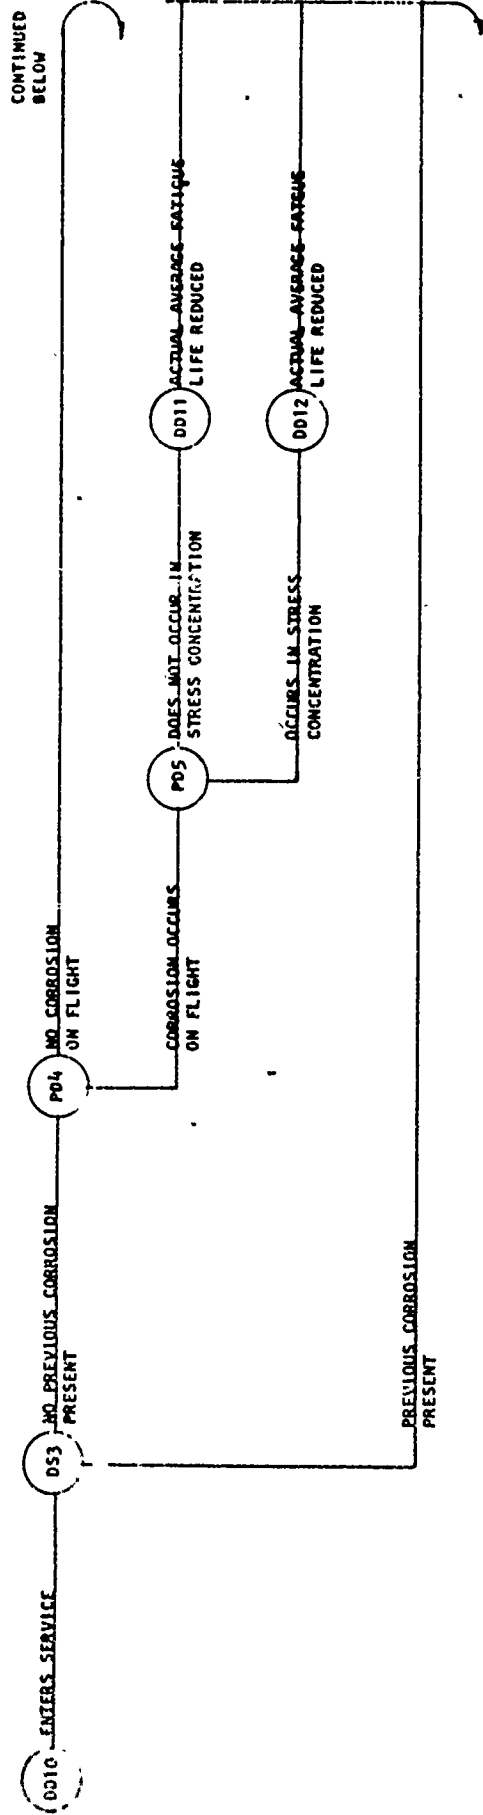 DD10
ENTERS SERVICE
DS3
NO PREVIOUS CORROSION
PRESENT
PD4
NO CORROSION
ON FLIGHT
CONTINUED
BELOW
CORROSION OCCURS
ON FLIGHT
PD5
DOES NOT OCCUR IN
STRESS CONCENTRATION
DD11
ACTUAL AVERAGE FATIGUE
LIFE REDUCED
OCCURS IN STRESS
CONCENTRATION
DD12
ACTUAL AVERAGE FATGUE
LIFE REDUCED
PREVIOUS CORROSION
PRESENT